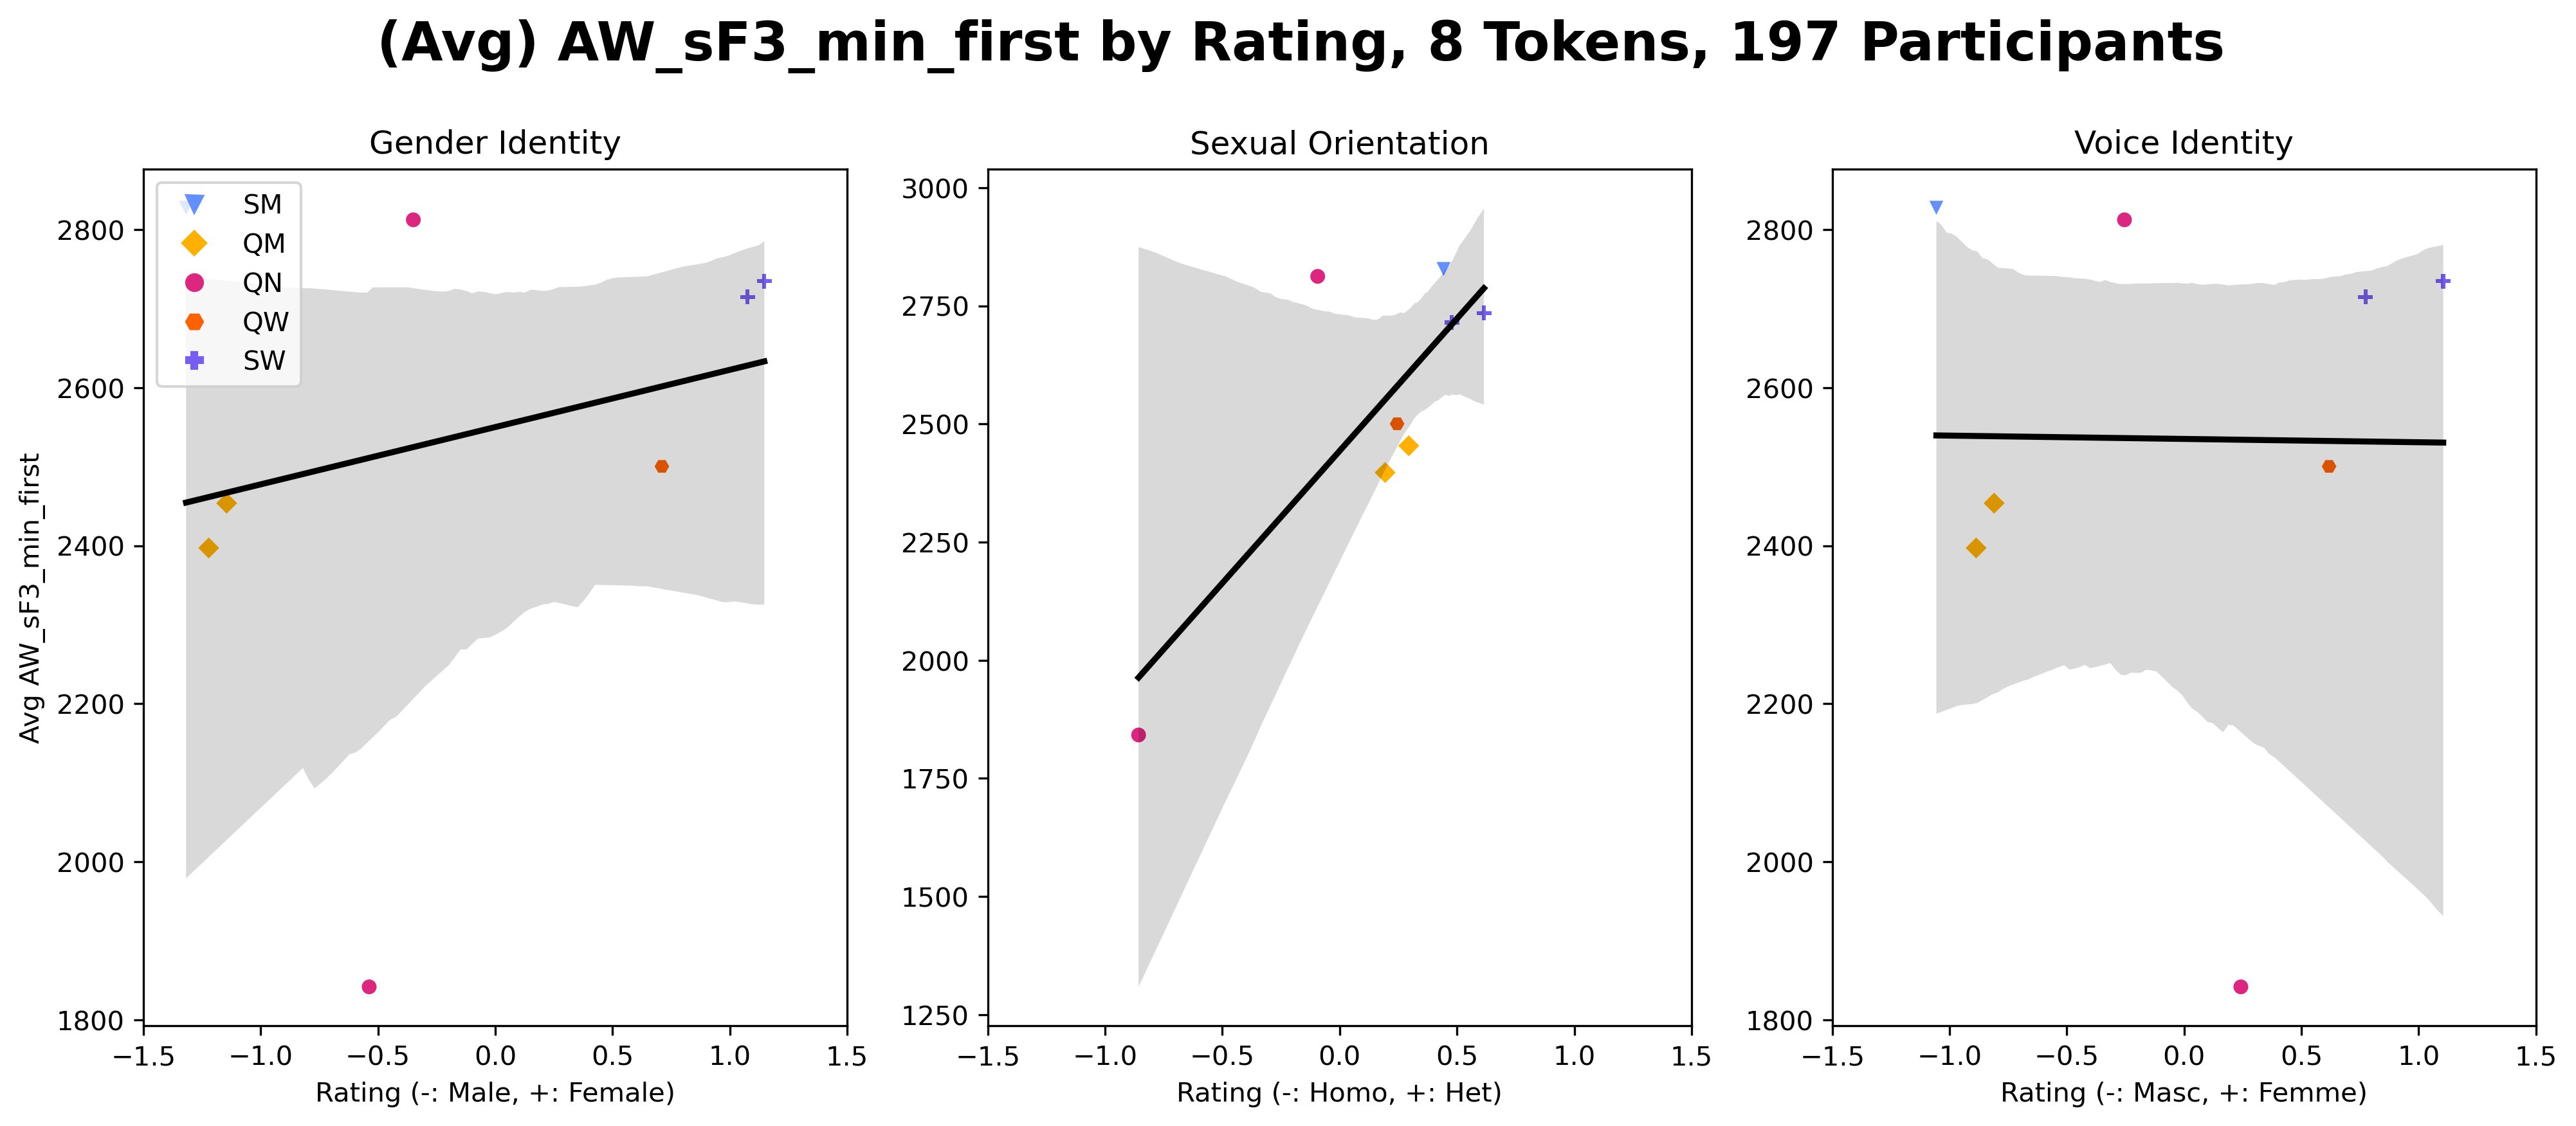 (Avg) AW_sF3_min_first by Rating, 8 Tokens, 197 Participants
Gender Identity
Sexual Orientation
Voice Identity
SM
QM
QN
QW
SW
Avg AW_sF3_min_first
2800
2600
2400
2200
2000
1800
−1.5 −1.0 −0.5 0.0 0.5 1.0 1.5
Rating (-: Male, +: Female)
3000
2750
2500
2250
2000
1750
1500
1250
−1.5 −1.0 −0.5 0.0 0.5 1.0 1.5
Rating (-: Homo, +: Het)
2800
2600
2400
2200
2000
1800
−1.5 −1.0 −0.5 0.0 0.5 1.0 1.5
Rating (-: Masc, +: Femme)